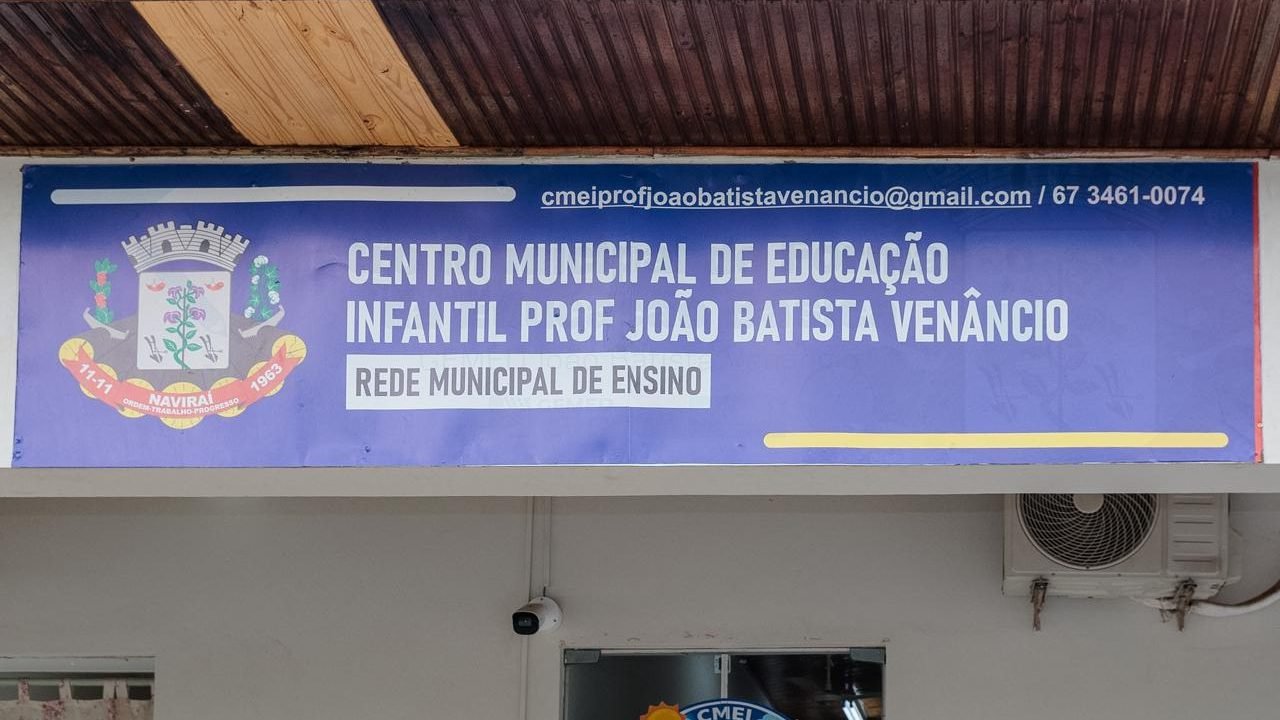 cmeiprofjoaobatistavenancio@gmail.com / 67 3461-0074
CENTRO MUNICIPAL DE EDUCAÇÃO
INFANTIL PROF JOÃO BATISTA VENÂNCIO
REDE MUNICIPAL DE ENSINO
11-11 NAVIRAÍ 1963
ORDEM-TRABALHO-PROGRESSO
CMEI